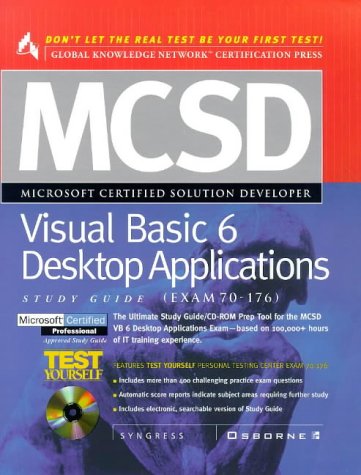 DON'T LET THE REAL TEST BE YOUR FIRST TEST!
GLOBAL KNOWLEDGE NETWORK™ CERTIFICATION PRESS
MCSD
MICROSOFT CERTIFIED SOLUTION DEVELOPER
Visual Basic 6
Desktop Applications
STUDY GUIDE (EXAM 70-176)
Microsoft Certified
Professional
Approved Study Guide
The Ultimate Study Guide/CD-ROM Prep Tool for the MCSD
VB 6 Desktop Applications Exam—based on 100,000+ hours
of IT training experience.
TEST
YOURSELF
FEATURES TEST YOURSELF PERSONAL TESTING CENTER EXAM 70-176
• Includes more than 400 challenging practice exam questions
• Automatic score reports indicate subject areas requiring further study
• Includes electronic, searchable version of Study Guide
SYNGRESS
OSBORNE